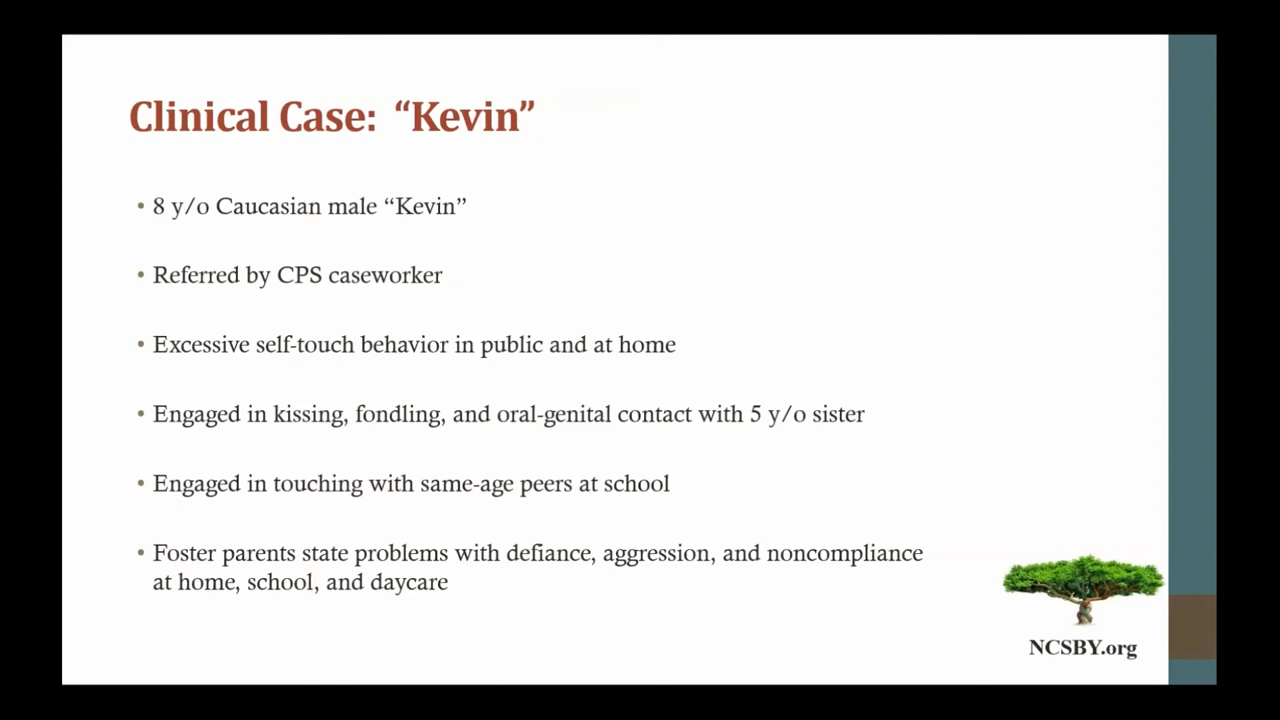 Clinical Case: “Kevin”
• 8 y/o Caucasian male “Kevin”
• Referred by CPS caseworker
• Excessive self-touch behavior in public and at home
• Engaged in kissing, fondling, and oral-genital contact with 5 y/o sister
• Engaged in touching with same-age peers at school
• Foster parents state problems with defiance, aggression, and noncompliance
at home, school, and daycare
NCSBY.org